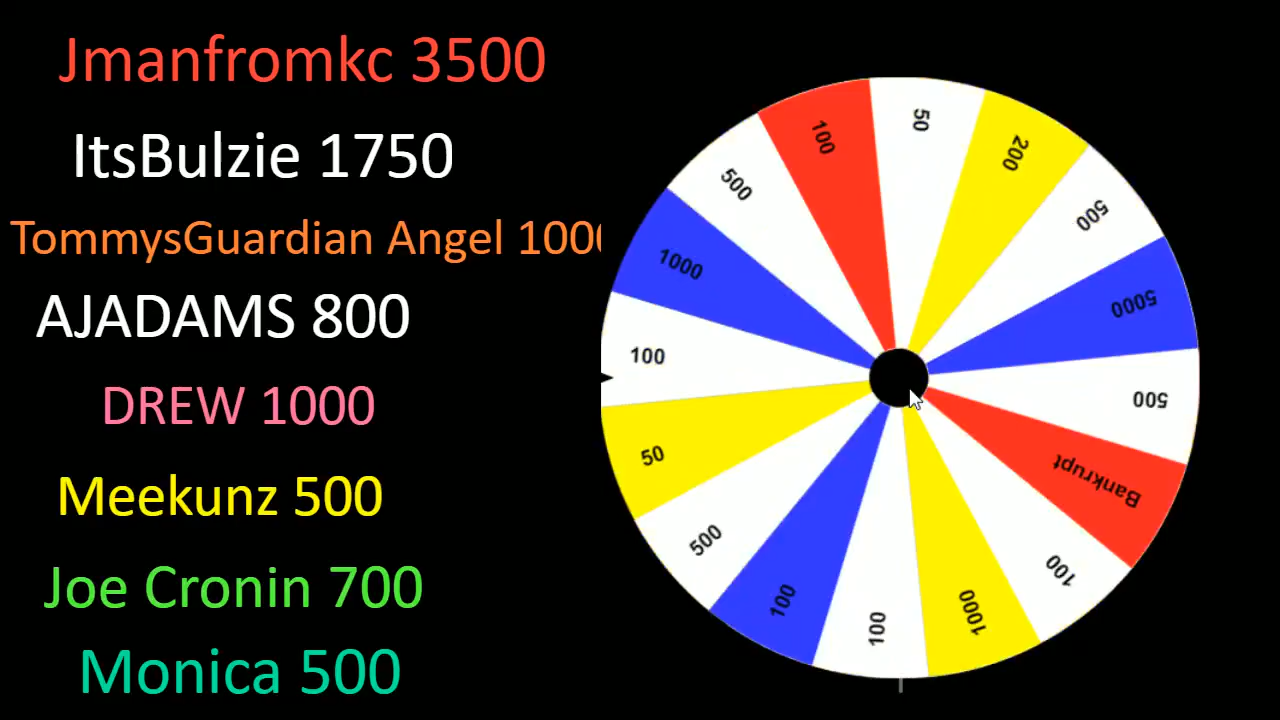 Jmanfromkc 3500
ItsBulzie 1750
TommysGuardian Angel 1000
AJADAMS 800
DREW 1000
Meekunz 500
Joe Cronin 700
Monica 500
50
200
500
5000
500
Bankrupt
100
1000
100
100
500
50
100
1000
500
100